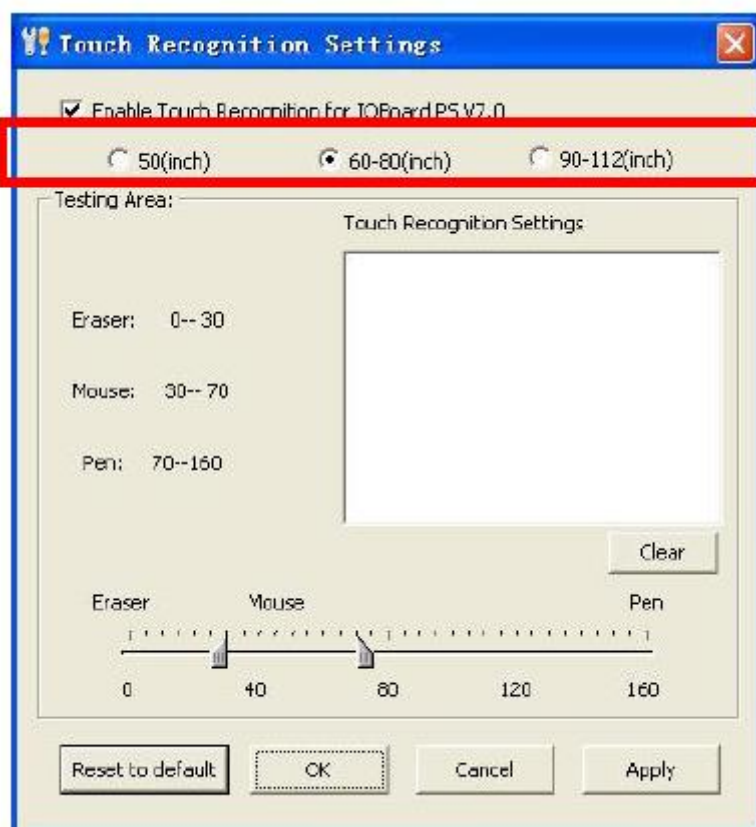 Touch Recognition Settings
Enable Touch Recognition for IQBoard PS V7.0
50(inch) 60-80(inch) 90-112(inch)
Testing Area:
Touch Recognition Settings
Eraser: 0-- 30
Mouse: 30-- 70
Pen: 70--160
Clear
Eraser Mouse Pen
0 40 80 120 160
Reset to default OK Cancel Apply